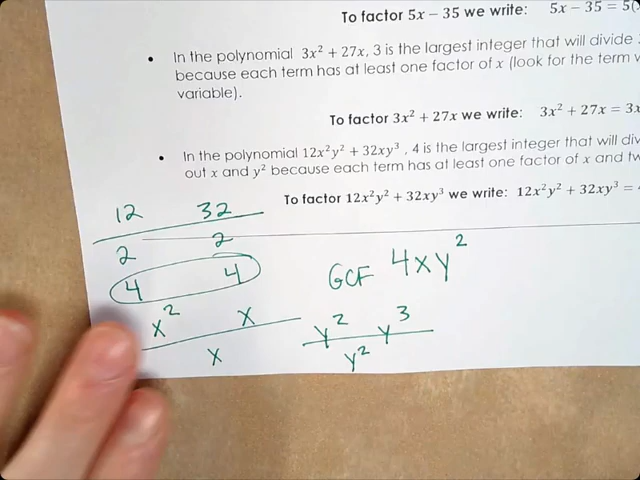 To factor 5x − 35 we write: 5x − 35 = 5(
• In the polynomial 3x² + 27x, 3 is the largest integer that will divide
because each term has at least one factor of x (look for the term w
variable).
To factor 3x² + 27x we write: 3x² + 27x = 3x
• In the polynomial 12x²y² + 32xy³, 4 is the largest integer that will div
out x and y² because each term has at least one factor of x and tw
To factor 12x²y² + 32xy³ we write: 12x²y² + 32xy³ =
12 32
2 2
4 4
GCF 4xy²
x² x
x
y² y³
y²